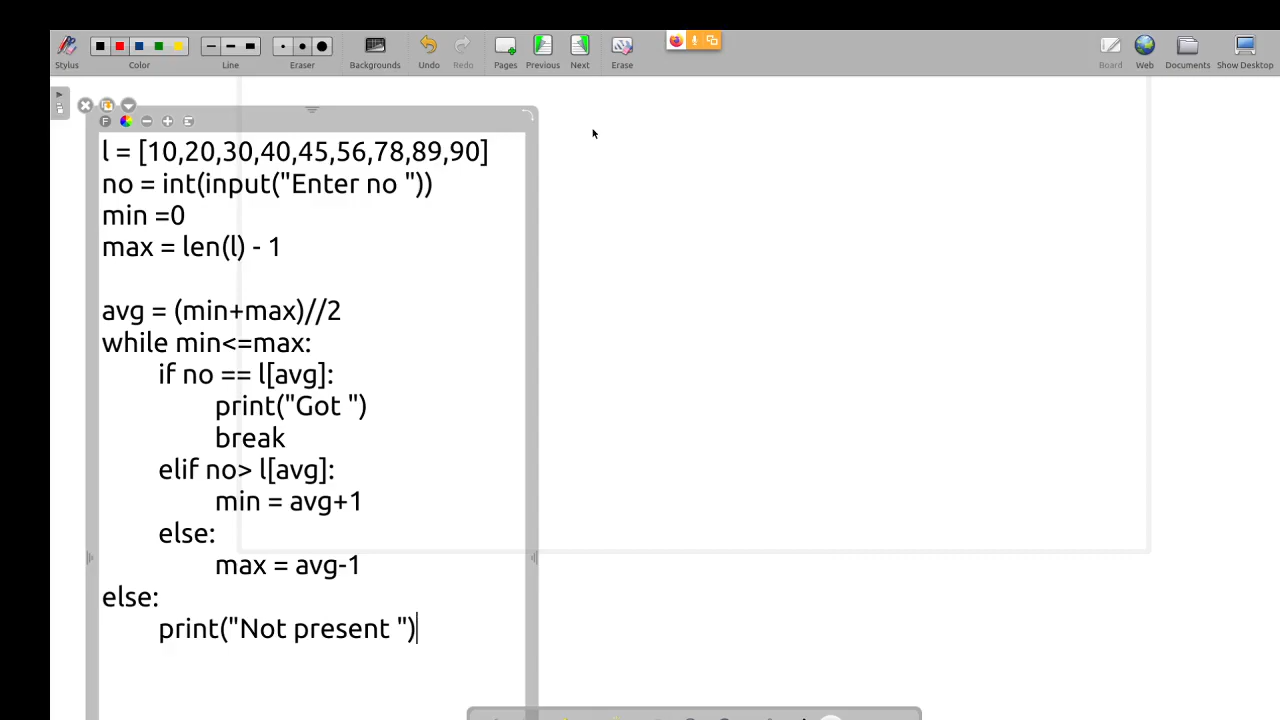 Stylus
Color
Line
Eraser
Backgrounds
Undo
Redo
Pages
Previous
Next
Erase
Board
Web
Documents
Show Desktop
F
l = [10,20,30,40,45,56,78,89,90]
no = int(input("Enter no "))
min =0
max = len(l) - 1
avg = (min+max)//2
while min<=max:
if no == l[avg]:
print("Got ")
break
elif no> l[avg]:
min = avg+1
else:
max = avg-1
else:
print("Not present ")